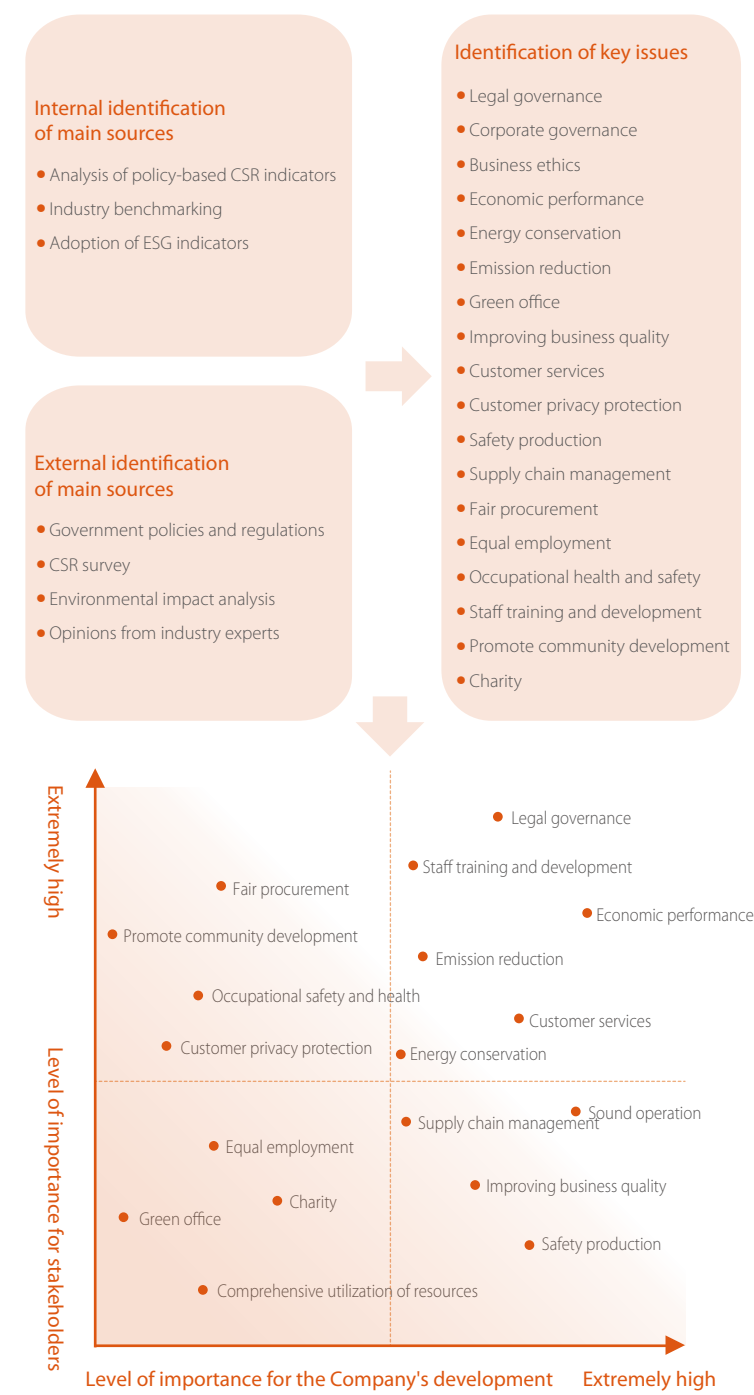 Internal identification
of main sources
• Analysis of policy-based CSR indicators
• Industry benchmarking
• Adoption of ESG indicators
External identification
of main sources
• Government policies and regulations
• CSR survey
• Environmental impact analysis
• Opinions from industry experts
Identification of key issues
• Legal governance
• Corporate governance
• Business ethics
• Economic performance
• Energy conservation
• Emission reduction
• Green office
• Improving business quality
• Customer services
• Customer privacy protection
• Safety production
• Supply chain management
• Fair procurement
• Equal employment
• Occupational health and safety
• Staff training and development
• Promote community development
• Charity
Extremely high
Level of importance for stakeholders
Legal governance
Staff training and development
Fair procurement
Economic performance
Promote community development
Emission reduction
Occupational safety and health
Customer services
Customer privacy protection
Energy conservation
Supply chain management
Sound operation
Equal employment
Improving business quality
Charity
Green office
Safety production
Comprehensive utilization of resources
Level of importance for the Company's development
Extremely high